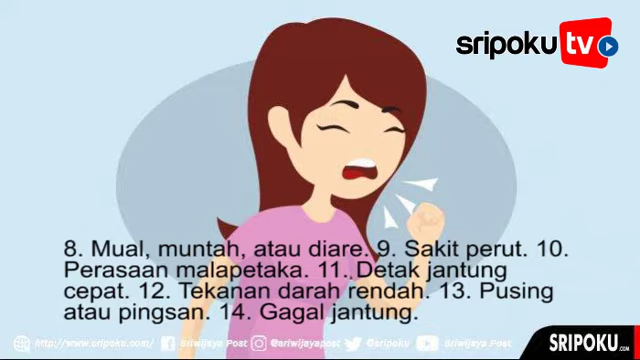 sripoku tv
8. Mual, muntah, atau diare. 9. Sakit perut. 10.
Perasaan malapetaka. 11. Detak jantung
cepat. 12. Tekanan darah rendah. 13. Pusing
atau pingsan. 14. Gagal jantung.
http://www.sripoku.com/ Sriwijaya Post @sriwijayapost @sripoku Sriwijaya Post
SRIPOKU.COM